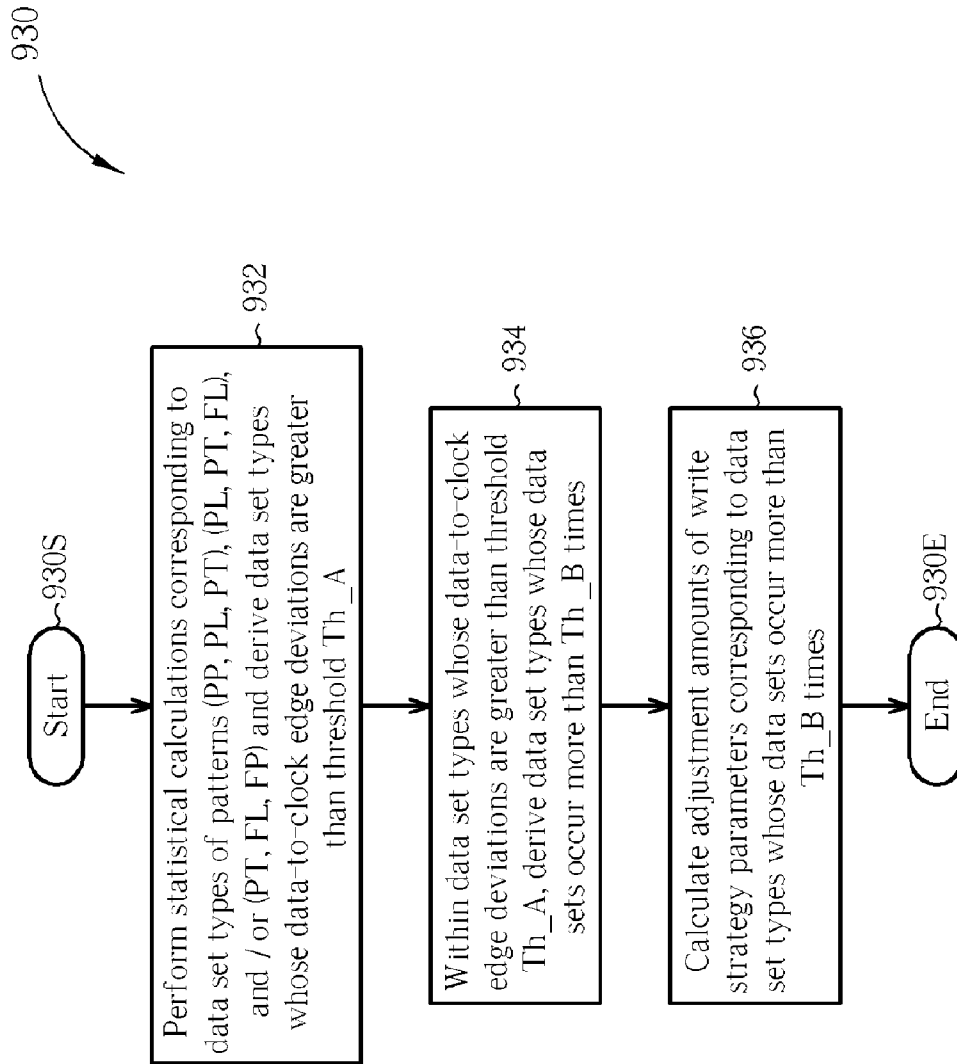 930
Start
930S
Perform statistical calculations corresponding to
data set types of patterns (PP, PL, PT), (PL, PT, FL),
and / or (PT, FL, FP) and derive data set types
whose data-to-clock edge deviations are greater
than threshold Th_A
932
Within data set types whose data-to-clock
edge deviations are greater than threshold
Th_A, derive data set types whose data
sets occur more than Th_B times
934
Calculate adjustment amounts of write
strategy parameters corresponding to data
set types whose data sets occur more than
Th_B times
936
End
930E